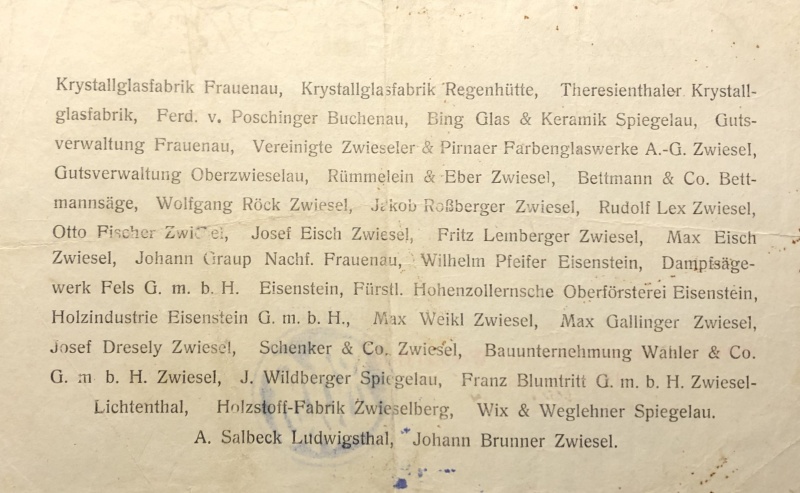 Krystallglasfabrik Frauenau, Krystallglasfabrik Regenhütte, Theresienthaler Krystall-
glasfabrik, Ferd. v. Poschinger Buchenau, Bing Glas & Keramik Spiegelau, Guts-
verwaltung Frauenau, Vereinigte Zwieseler & Pirnaer Farbenglaswerke A.-G. Zwiesel,
Gutsverwaltung Oberzwieselau, Rümmelein & Eber Zwiesel, Bettmann & Co. Bett-
mannsäge, Wolfgang Röck Zwiesel, Jakob Roßberger Zwiesel, Rudolf Lex Zwiesel,
Otto Fischer Zwiesel, Josef Eisch Zwiesel, Fritz Lemberger Zwiesel, Max Eisch
Zwiesel, Johann Graup Nachf. Frauenau, Wilhelm Pfeifer Eisenstein, Dampfsäge-
werk Fels G. m. b. H. Eisenstein, Fürstl. Hohenzollernsche Oberförsterei Eisenstein,
Holzindustrie Eisenstein G. m. b. H., Max Weikl Zwiesel, Max Gallinger Zwiesel,
Josef Dresely Zwiesel, Schenker & Co. Zwiesel, Bauunternehmung Wahler & Co.
G. m b. H. Zwiesel, J. Wildberger Spiegelau, Franz Blumtritt G. m. b. H. Zwiesel-
Lichtenthal, Holzstoff-Fabrik Zwieselberg, Wix & Weglehner Spiegelau.
A. Salbeck Ludwigsthal, Johann Brunner Zwiesel.